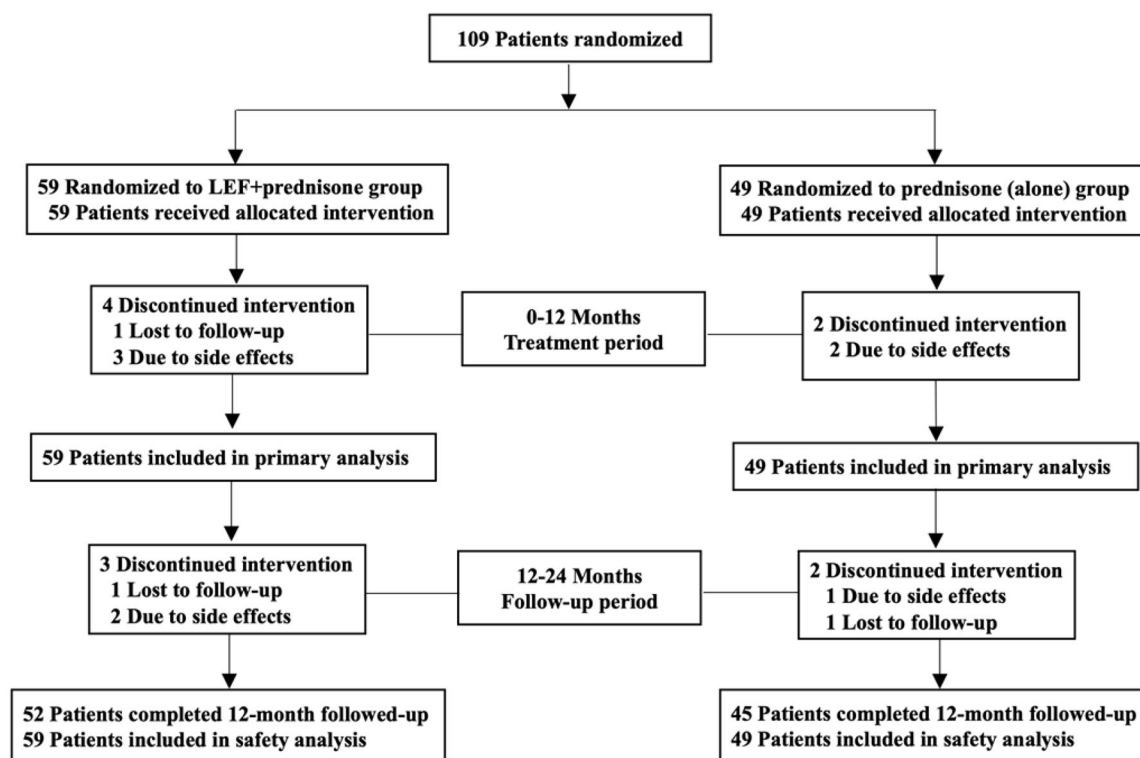 109 Patients randomized
59 Randomized to LEF+prednisone group
59 Patients received allocated intervention
49 Randomized to prednisone (alone) group
49 Patients received allocated intervention
4 Discontinued intervention
1 Lost to follow-up
3 Due to side effects
0-12 Months
Treatment period
2 Discontinued intervention
2 Due to side effects
59 Patients included in primary analysis
49 Patients included in primary analysis
3 Discontinued intervention
1 Lost to follow-up
2 Due to side effects
12-24 Months
Follow-up period
2 Discontinued intervention
1 Due to side effects
1 Lost to follow-up
52 Patients completed 12-month followed-up
59 Patients included in safety analysis
45 Patients completed 12-month followed-up
49 Patients included in safety analysis